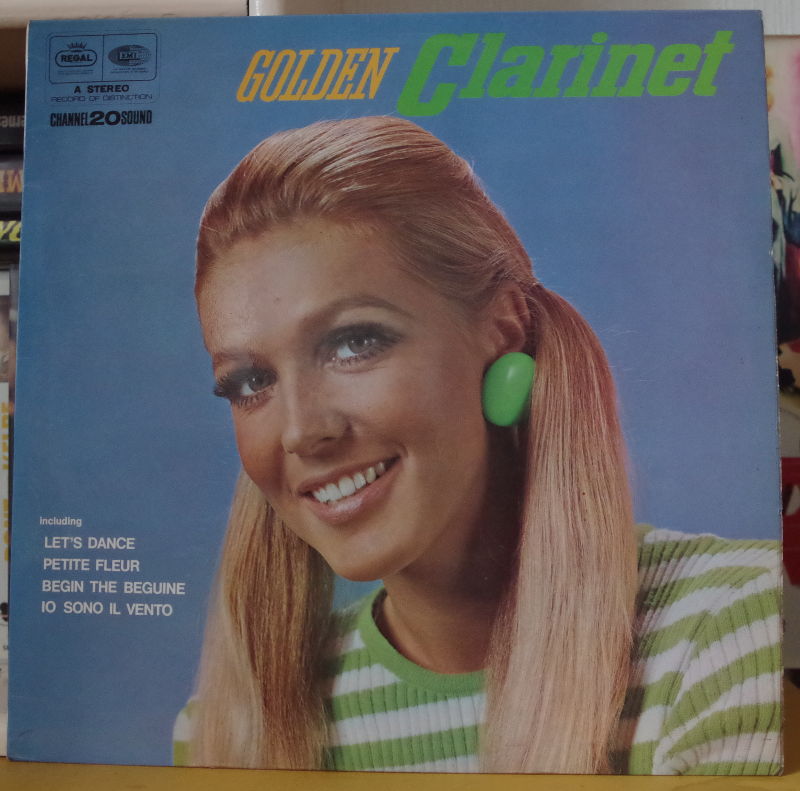 REGAL
EMI
A STEREO
RECORD OF DISTINCTION
CHANNEL 20 SOUND
GOLDEN Clarinet
including
LET'S DANCE
PETITE FLEUR
BEGIN THE BEGUINE
IO SONO IL VENTO